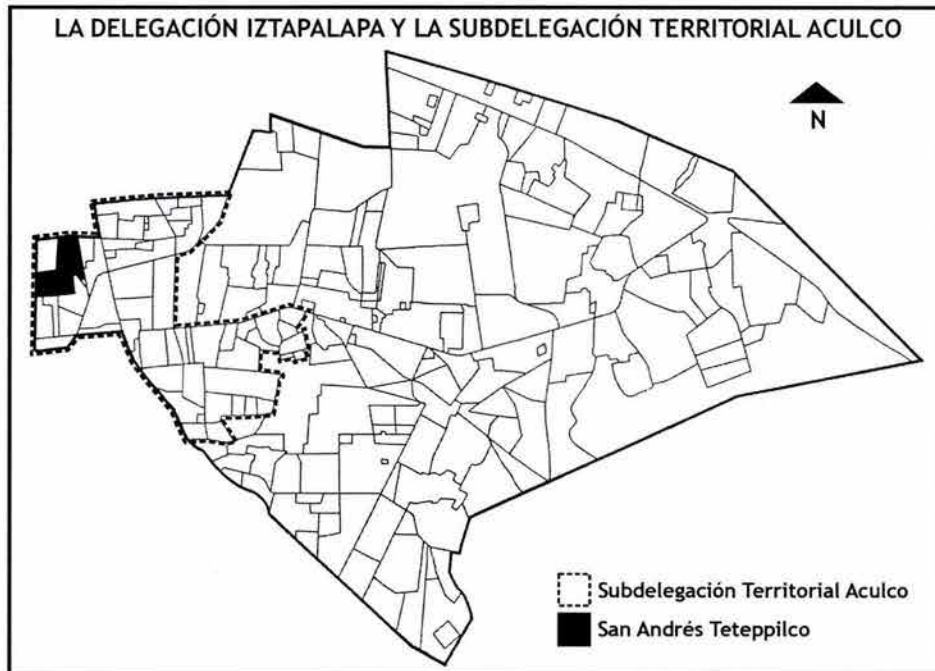 LA DELEGACIÓN IZTAPALAPA Y LA SUBDELEGACIÓN TERRITORIAL ACULCO
N
Subdelegación Territorial Aculco
San Andrés Teteppilco